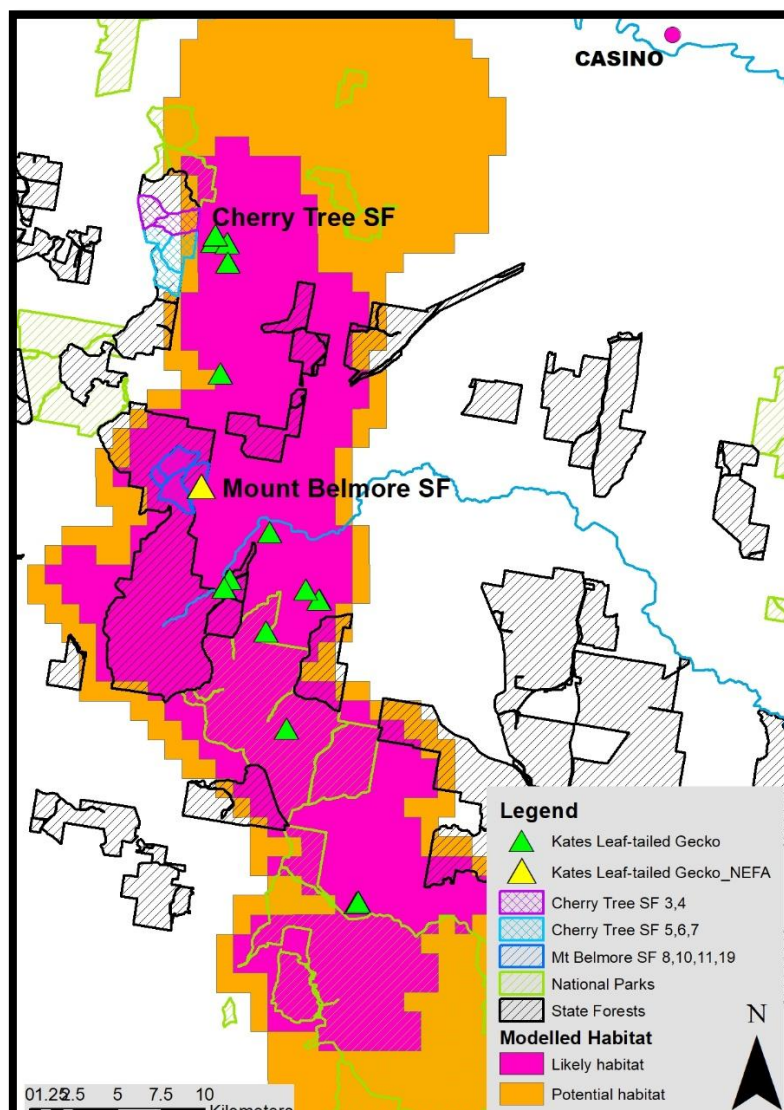 CASINO
Cherry Tree SF
Mount Belmore SF
Legend
Kates Leaf-tailed Gecko
Kates Leaf-tailed Gecko_NEFA
Cherry Tree SF 3,4
Cherry Tree SF 5,6,7
Mt Belmore SF 8,10,11,19
National Parks
State Forests
Modelled Habitat
Likely habitat
Potential habitat
N
01.252.5 5 7.5 10
Kilometers